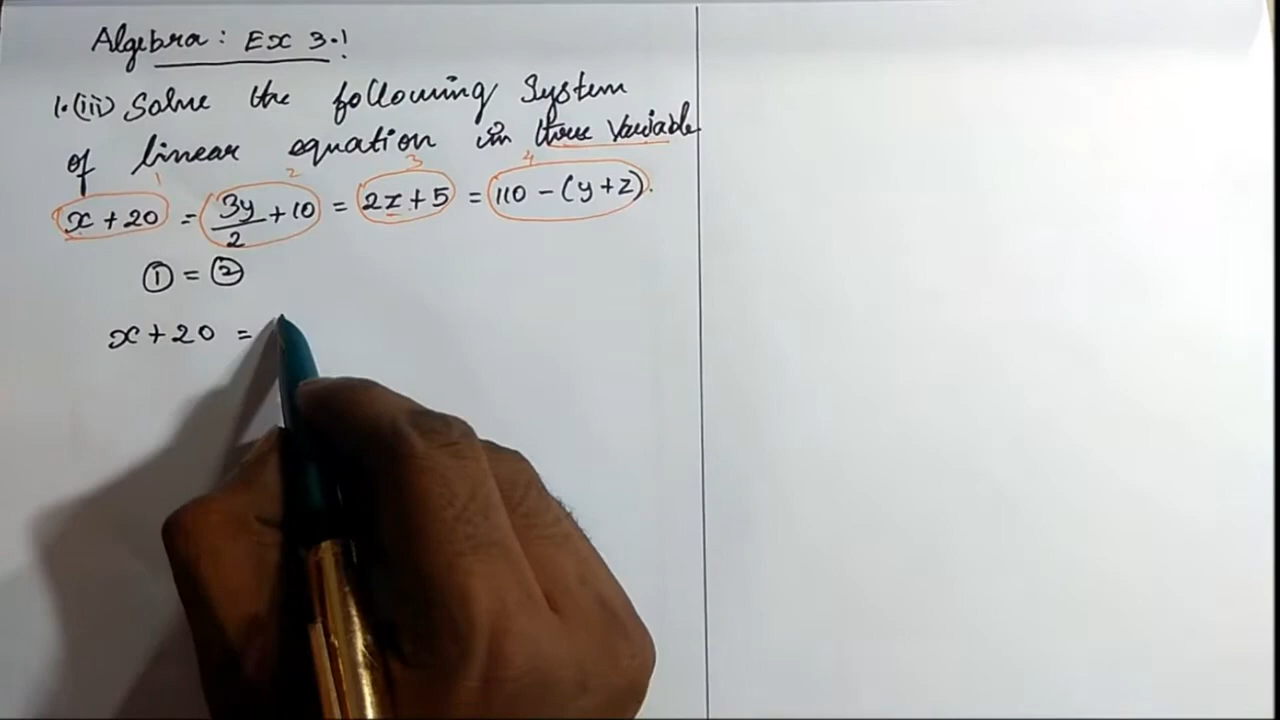 Algebra: Ex 3.1
1.(iii) Solve the following System
of linear equation in three Variable
1 2 3 4
x + 20 = 3y/2 + 10 = 2z + 5 = 110 - (y+z).
① = ②
x + 20 =